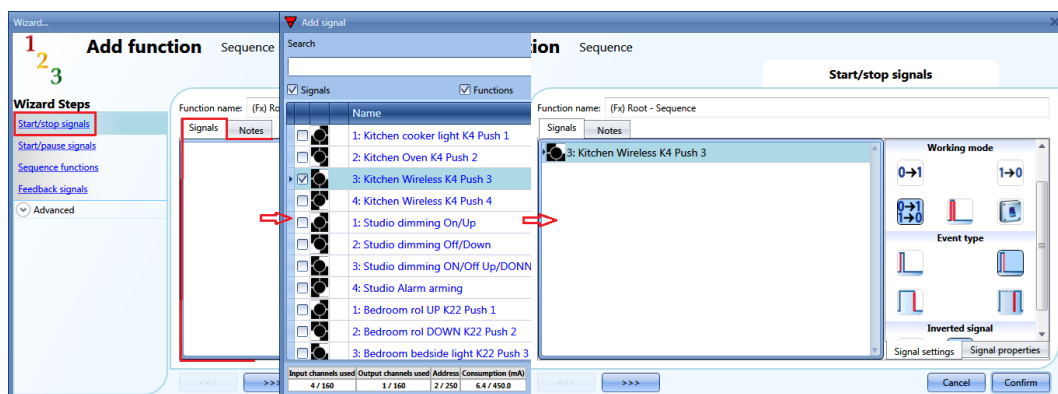 Wizard...
1
2
3
Add function Sequence
Wizard Steps
Start/stop signals
Start/pause signals
Sequence functions
Feedback signals
Advanced
Function name: (Fx) Ro
Signals Notes
<<< >>>
Add signal
Search
Signals Functions
Name
1: Kitchen cooker light K4 Push 1
2: Kitchen Oven K4 Push 2
3: Kitchen Wireless K4 Push 3
4: Kitchen Wireless K4 Push 4
1: Studio dimming On/Up
2: Studio dimming Off/Down
3: Studio dimming ON/Off Up/DONN
4: Studio Alarm arming
1: Bedroom rol UP K22 Push 1
2: Bedroom rol DOWN K22 Push 2
3: Bedroom bedside light K22 Push 3
Input channels used Output channels used Address Consumption (mA)
4 / 160 1 / 160 2 / 250 6.4 / 450.0
ion Sequence
Start/stop signals
Function name: (Fx) Root - Sequence
Signals Notes
3: Kitchen Wireless K4 Push 3
Working mode
0→1 1→0
0→1
1→0
Event type
Inverted signal
Signal settings Signal properties
<<< >>> Cancel Confirm